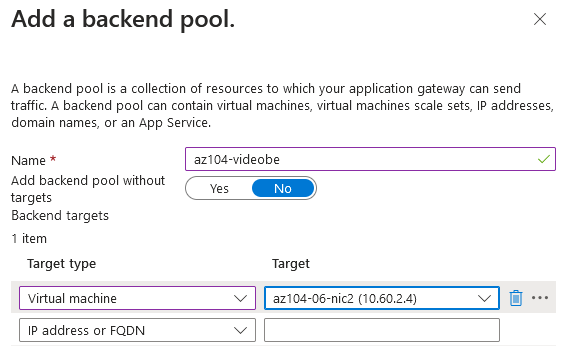 Add a backend pool.
A backend pool is a collection of resources to which your application gateway can send
traffic. A backend pool can contain virtual machines, virtual machines scale sets, IP addresses,
domain names, or an App Service.
Name * az104-videobe
Add backend pool without
targets Yes No
Backend targets
1 item
Target type Target
Virtual machine az104-06-nic2 (10.60.2.4)
IP address or FQDN